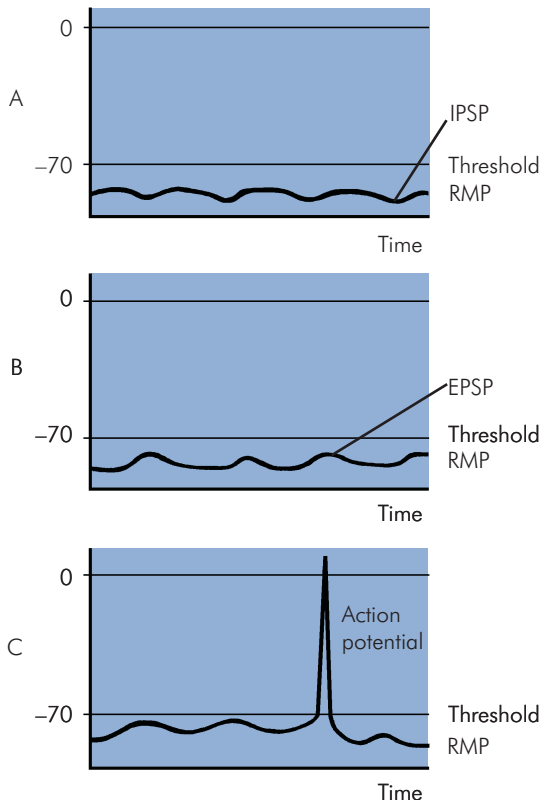 0
A
IPSP
–70
Threshold
RMP
Time
0
B
EPSP
–70
Threshold
RMP
Time
0
Action
potential
C
–70
Threshold
RMP
Time